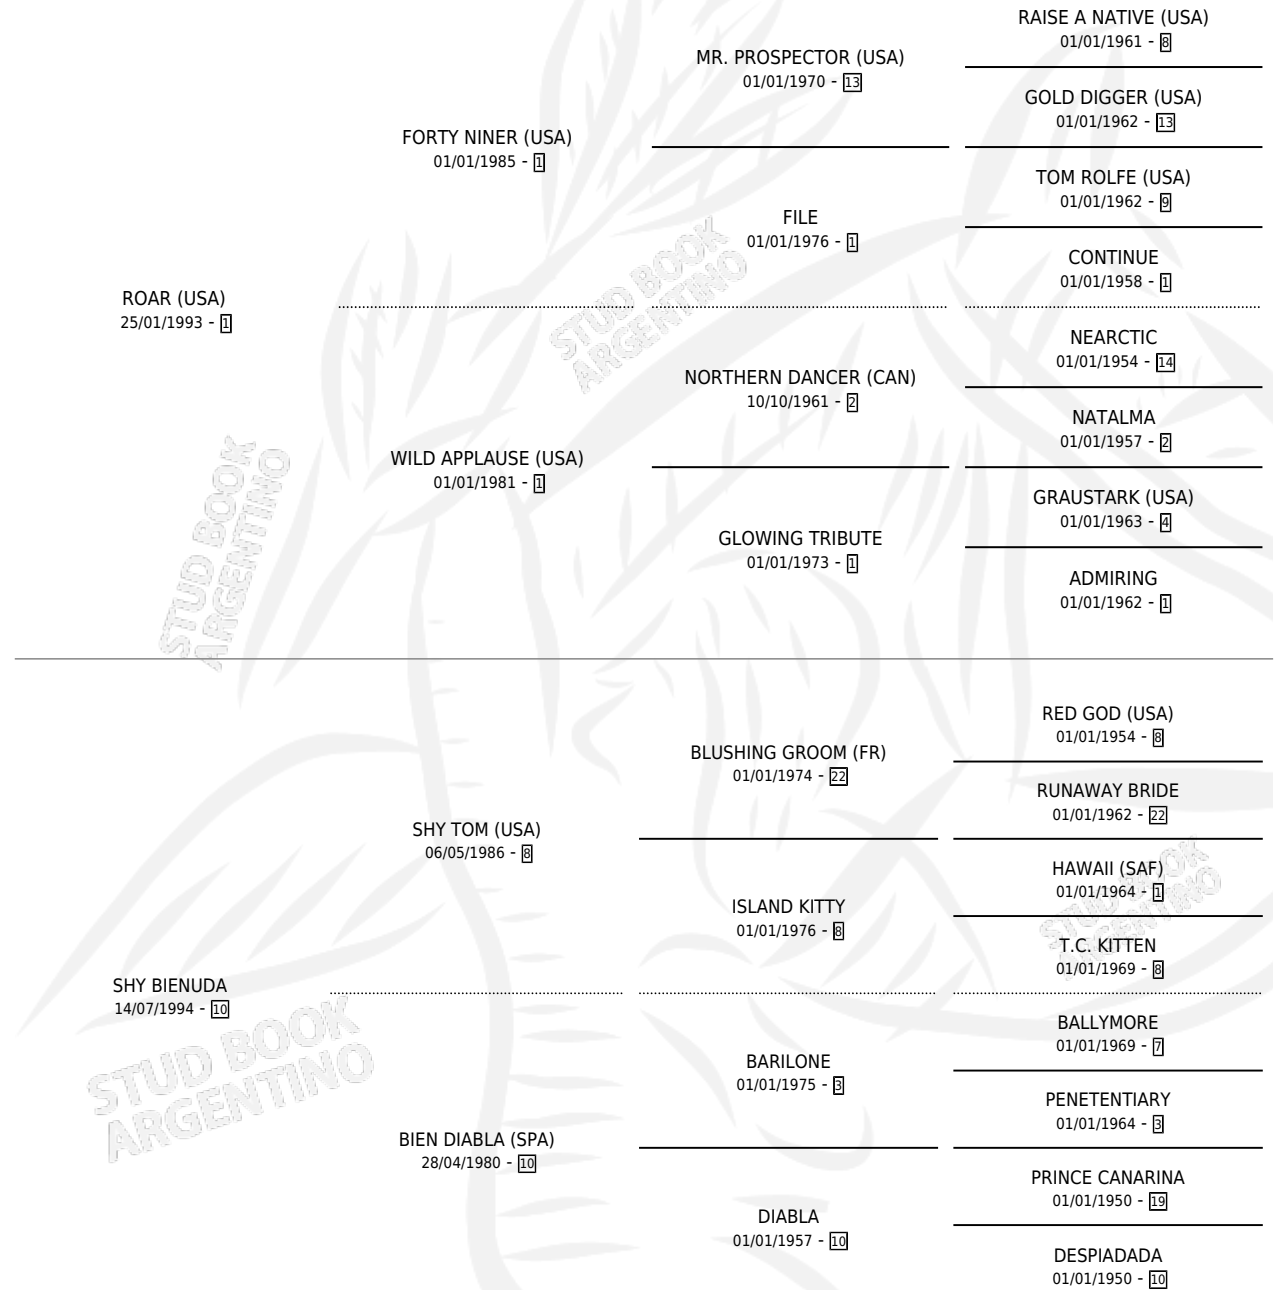 RAISE A NATIVE (USA)
01/01/1961 - 8
MR. PROSPECTOR (USA)
01/01/1970 - 13
GOLD DIGGER (USA)
01/01/1962 - 13
FORTY NINER (USA)
01/01/1985 - 1
TOM ROLFE (USA)
01/01/1962 - 9
FILE
01/01/1976 - 1
CONTINUE
01/01/1958 - 1
ROAR (USA)
25/01/1993 - 1
NEARCTIC
01/01/1954 - 14
NORTHERN DANCER (CAN)
10/10/1961 - 2
NATALMA
01/01/1957 - 2
WILD APPLAUSE (USA)
01/01/1981 - 1
GRAUSTARK (USA)
01/01/1963 - 4
GLOWING TRIBUTE
01/01/1973 - 1
ADMIRING
01/01/1962 - 1
STUD BOOK
ARGENTINO
STUD BOOK
ARGENTINO
RED GOD (USA)
01/01/1954 - 8
BLUSHING GROOM (FR)
01/01/1974 - 22
RUNAWAY BRIDE
01/01/1962 - 22
SHY TOM (USA)
06/05/1986 - 8
HAWAII (SAF)
01/01/1964 - 1
ISLAND KITTY
01/01/1976 - 8
T.C. KITTEN
01/01/1969 - 8
SHY BIENUDA
14/07/1994 - 10
BALLYMORE
01/01/1969 - 7
BARILONE
01/01/1975 - 3
PENETENTIARY
01/01/1964 - 3
BIEN DIABLA (SPA)
28/04/1980 - 10
PRINCE CANARINA
01/01/1950 - 19
DIABLA
01/01/1957 - 10
DESPIADADA
01/01/1950 - 10
STUD BOOK
ARGENTINO
STUD BOOK
ARGENTINO